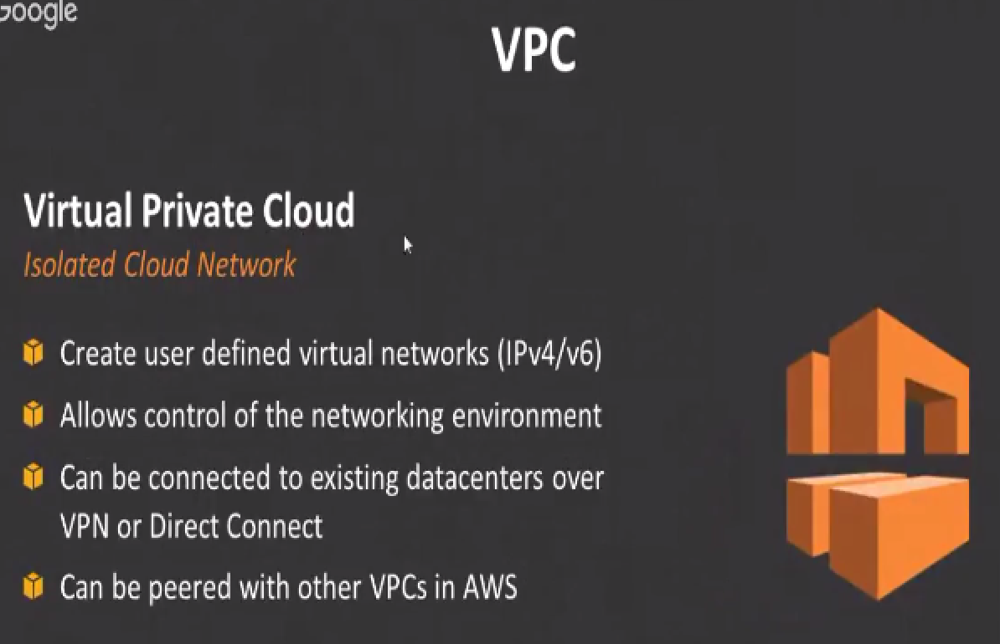 Google
VPC
Virtual Private Cloud
Isolated Cloud Network
Create user defined virtual networks (IPv4/v6)
Allows control of the networking environment
Can be connected to existing datacenters over
VPN or Direct Connect
Can be peered with other VPCs in AWS